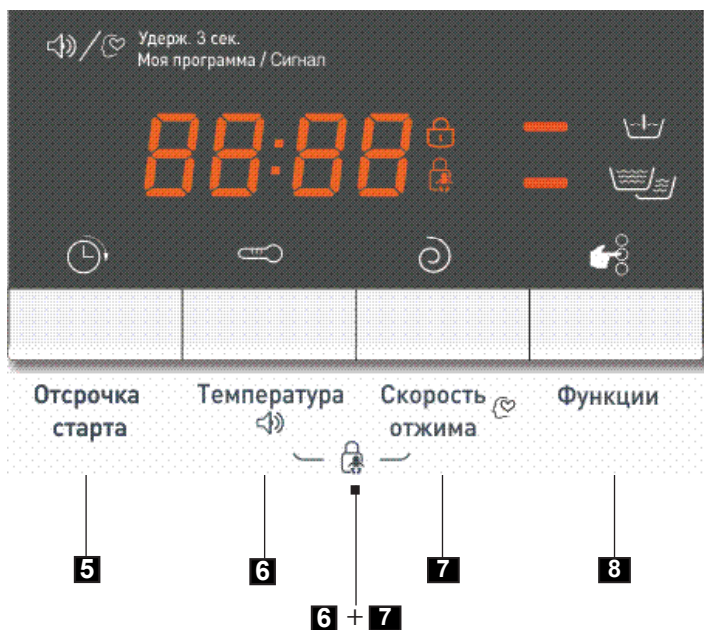 Удерж. 3 сек.
Моя программа / Сигнал
88:88
Отсрочка старта
Температура
Скорость отжима
Функции
5
6
7
8
6 + 7